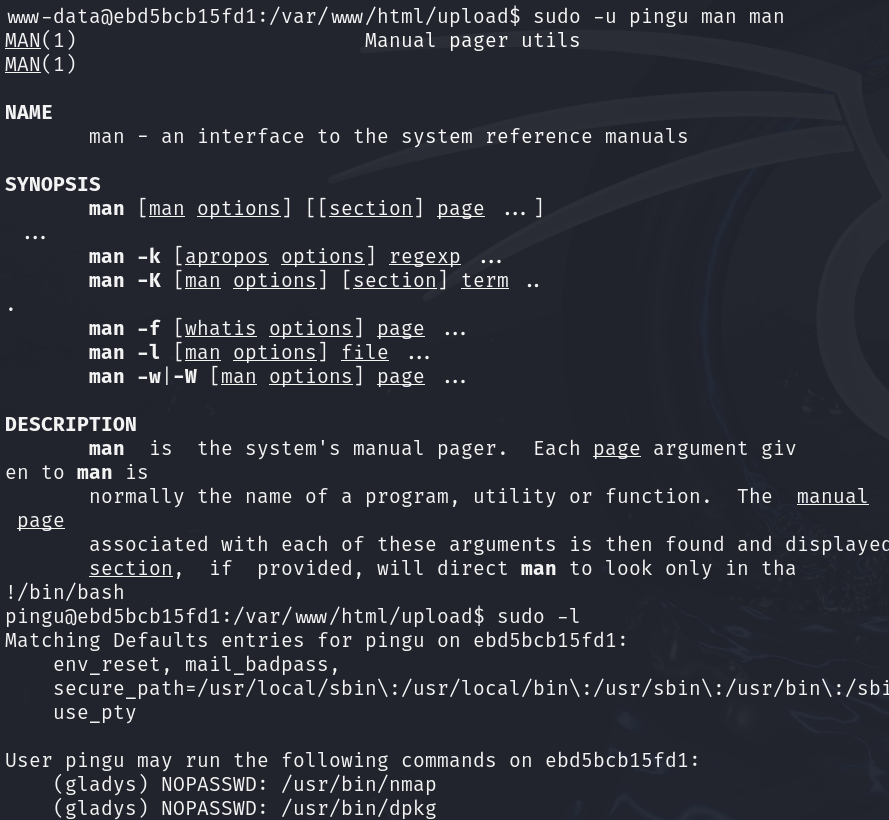 www-data@ebd5bcb15fd1:/var/www/html/upload$ sudo -u pingu man man
MAN(1)                        Manual pager utils
MAN(1)
NAME
       man - an interface to the system reference manuals
SYNOPSIS
       man [man options] [[section] page ...]
 ...
       man -k [apropos options] regexp ...
       man -K [man options] [section] term ..
.
       man -f [whatis options] page ...
       man -l [man options] file ...
       man -w|-W [man options] page ...
DESCRIPTION
       man  is  the system's manual pager.  Each page argument giv
en to man is
       normally the name of a program, utility or function.  The  manual
 page
       associated with each of these arguments is then found and displayed
       section,  if  provided, will direct man to look only in tha
!/bin/bash
pingu@ebd5bcb15fd1:/var/www/html/upload$ sudo -l
Matching Defaults entries for pingu on ebd5bcb15fd1:
    env_reset, mail_badpass,
    secure_path=/usr/local/sbin\:/usr/local/bin\:/usr/sbin\:/usr/bin\:/sbi
    use_pty
User pingu may run the following commands on ebd5bcb15fd1:
    (gladys) NOPASSWD: /usr/bin/nmap
    (gladys) NOPASSWD: /usr/bin/dpkg